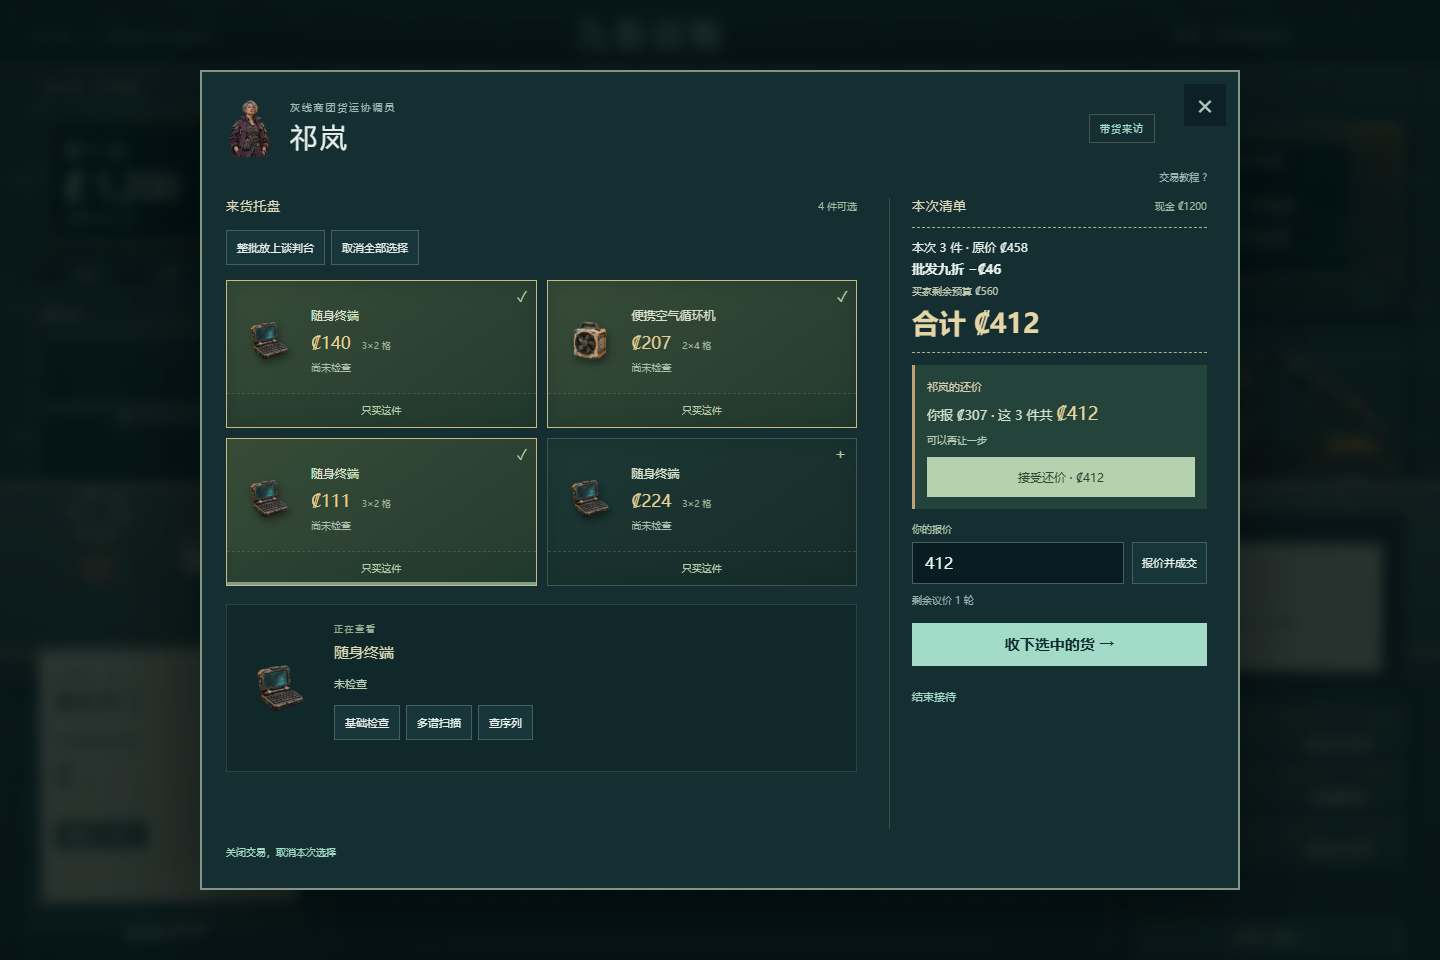 灰线商团货运协调员
祁岚
带货来访
×
交易教程 ?
来货托盘
4 件可选
整批放上谈判台
取消全部选择
✓
随身终端
₡140 3×2 格
尚未检查
只买这件
✓
便携空气循环机
₡207 2×4 格
尚未检查
只买这件
✓
随身终端
₡111 3×2 格
尚未检查
只买这件
+
随身终端
₡224 3×2 格
尚未检查
只买这件
正在查看
随身终端
未检查
基础检查
多谱扫描
查序列
关闭交易，取消本次选择
本次清单
现金 ₡1200
本次 3 件 · 原价 ₡458
批发九折 −₡46
买家剩余预算 ₡560
合计 ₡412
祁岚的还价
你报 ₡307 · 这 3 件共 ₡412
可以再让一步
接受还价 · ₡412
你的报价
412
报价并成交
剩余议价 1 轮
收下选中的货 →
结束接待